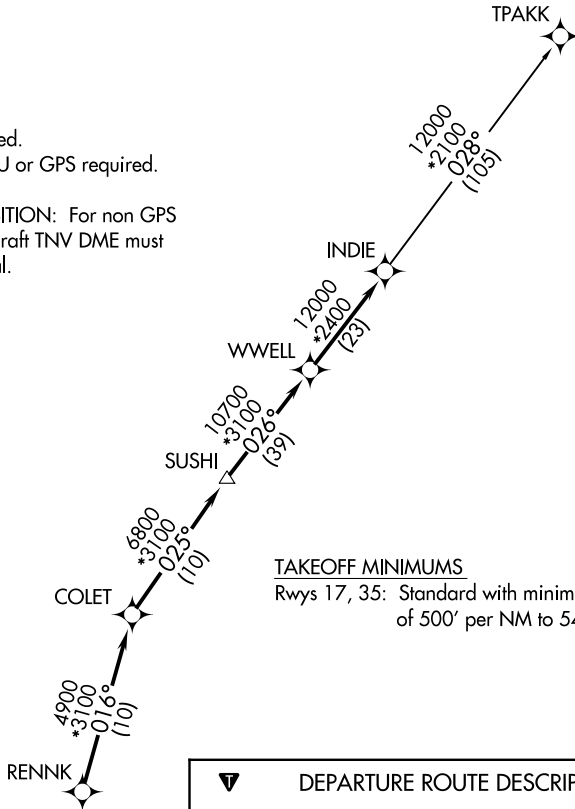 TPAKK
ed.
U or GPS required.
ITION: For non GPS
raft TNV DME must
l.
12000
*2100
028°
(105)
INDIE
12000
*2400
(23)
WWELL
10700
*3100
026°
(39)
SUSHI
6800
*3100
025°
(10)
TAKEOFF MINIMUMS
Rwys 17, 35: Standard with minim
of 500' per NM to 54
COLET
4900
*3100
016°
(10)
RENNK
T DEPARTURE ROUTE DESCRIP